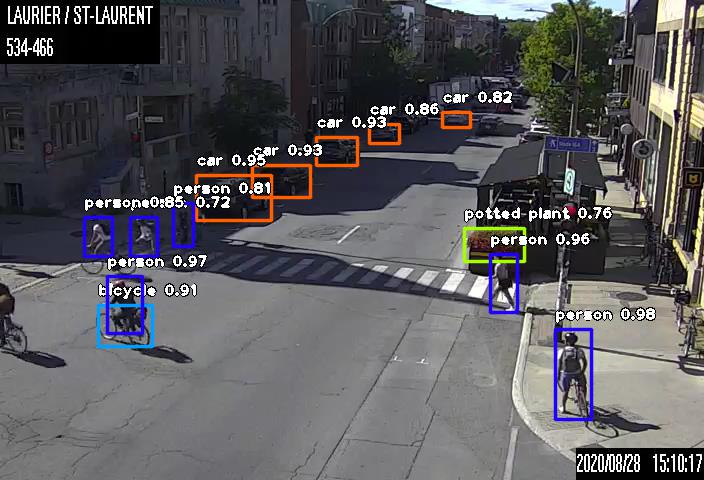 LAURIER / ST-LAURENT
534-466
car 0.82
car 0.86
car 0.93
car 0.93
car 0.95
person 0.81
0.85
0.72
potted plant 0.76
person 0.96
person 0.97
bicycle 0.91
person 0.98
2020/08/28 15:10:17